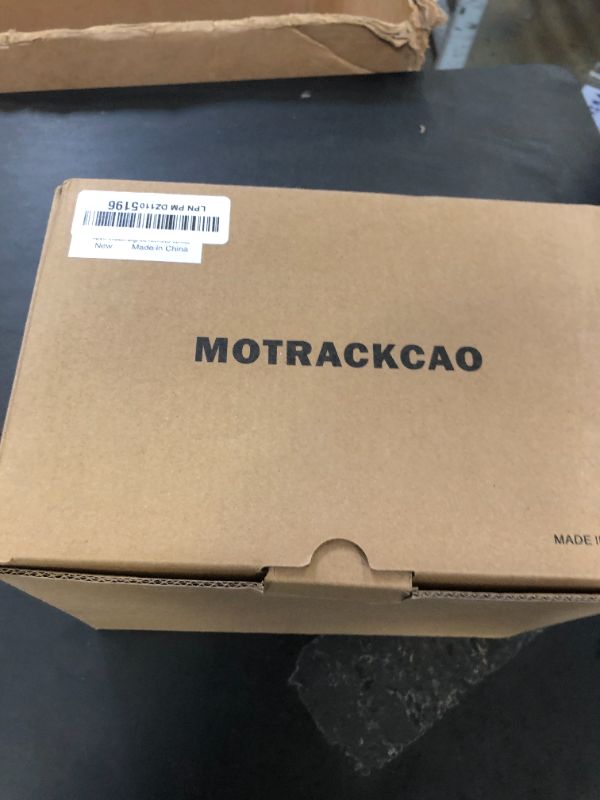 LPN PM DZ1105196
New Made in China
MOTRACKCAO
MADE I